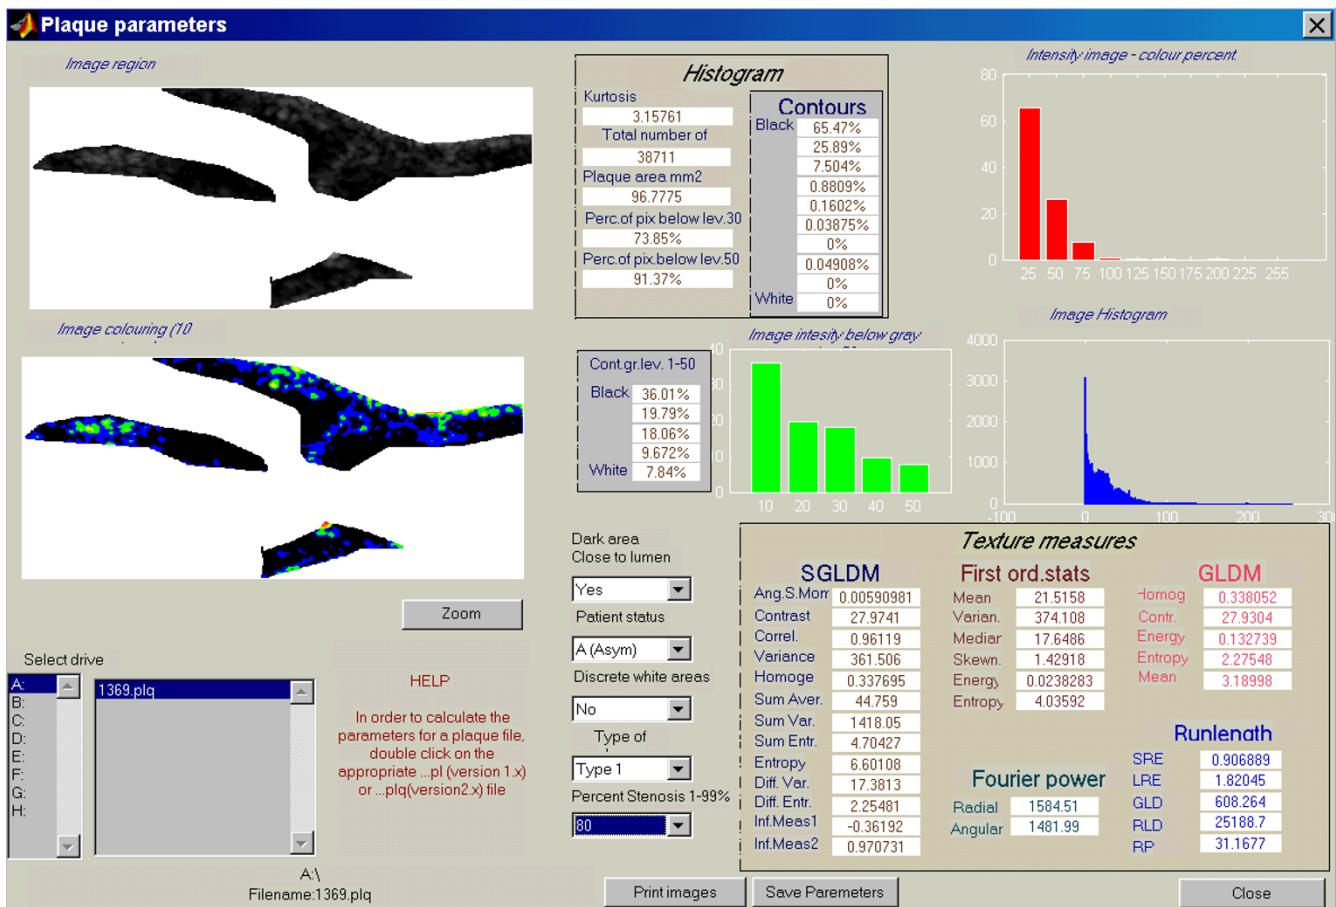 Plaque parameters
Image region
Histogram
Kurtosis
3.15761
Total number of
38711
Plaque area mm2
96.7775
Perc.of pix below lev.30
73.85%
Perc.of pix.below lev.50
91.37%
Contours
Black 65.47%
25.89%
7.504%
0.8809%
0.1602%
0.03875%
0%
0.04908%
0%
White 0%
Intensity image - colour percent
80
60
40
20
0
25 50 75 100 125 150 175 200 225 255
Image colouring (10
Cont.gr.lev. 1-50
Black 36.01%
19.79%
18.06%
9.672%
White 7.84%
Image intesity below gray
40
0
10 20 30 40 50
Image Histogram
4000
3000
2000
1000
0
-100 0 100 200 300
Zoom
Select drive
A:
B:
C:
D:
E:
F:
G:
H:
1369.plq
HELP
In order to calculate the
parameters for a plaque file,
double click on the
appropriate ...pl (version 1.x)
or ...plq(version2.x) file
A:\
Filename:1369.plq
Dark area
Close to lumen
Yes
Patient status
A (Asym)
Discrete white areas
No
Type of
Type 1
Percent Stenosis 1-99%
80
Texture measures
SGLDM
Ang.S.Mom 0.00590981
Contrast 27.9741
Correl. 0.96119
Variance 361.506
Homoge 0.337695
Sum Aver. 44.759
Sum Var. 1418.05
Sum Entr. 4.70427
Entropy 6.60108
Diff. Var. 17.3813
Diff. Entr. 2.25481
Inf.Meas1 -0.36192
Inf.Meas2 0.970731
First ord.stats
Mean 21.5158
Varian. 374.108
Median 17.6486
Skewn. 1.42918
Energy 0.0238283
Entropy 4.03592
GLDM
Homog 0.338052
Contr. 27.9304
Energy 0.132739
Entropy 2.27548
Mean 3.18998
Fourier power
Radial 1584.51
Angular 1481.99
Runlength
SRE 0.906889
LRE 1.82045
GLD 608.264
RLD 25188.7
RP 31.1677
Print images
Save Paremeters
Close